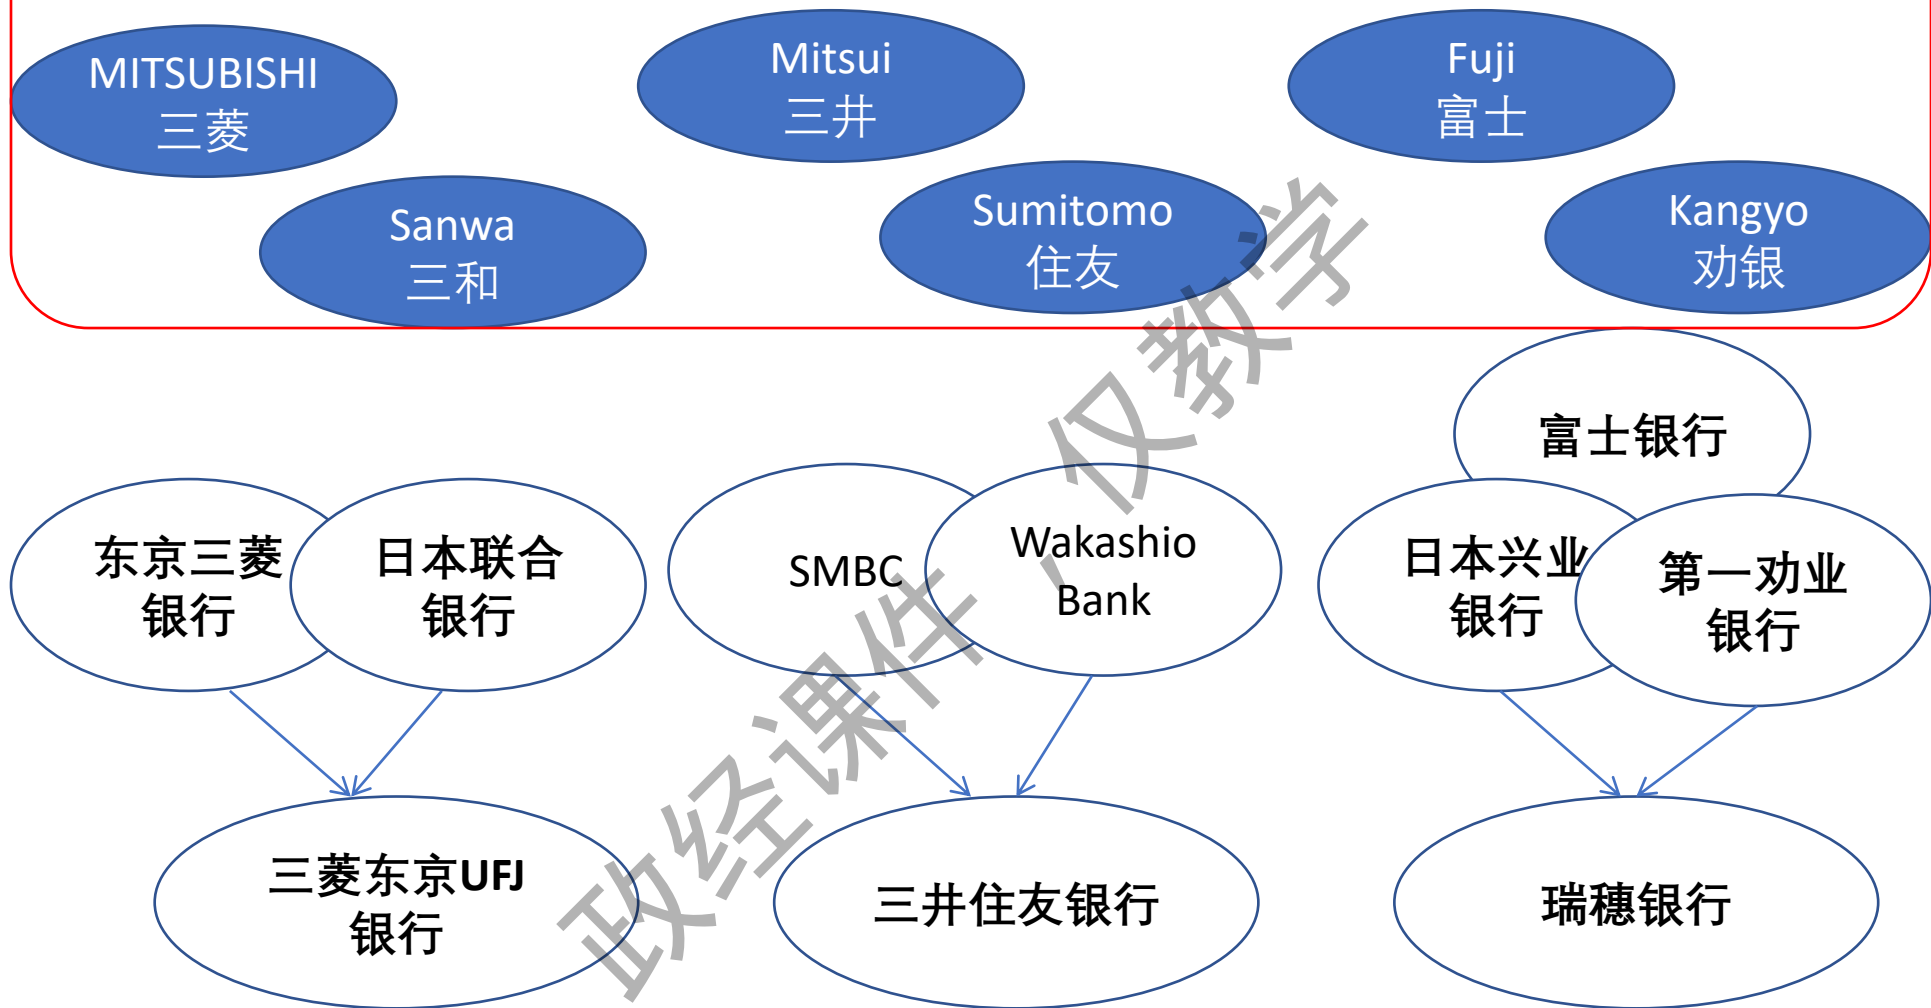 MITSUBISHI
三菱
Mitsui
三井
Fuji
富士
Sanwa
三和
Sumitomo
住友
Kangyo
劝银
富士银行
东京三菱
银行
日本联合
银行
SMBC
Wakashio
Bank
日本兴业
银行
第一劝业
银行
三菱东京UFJ
银行
三井住友银行
瑞穗银行
政经课件，仅教学